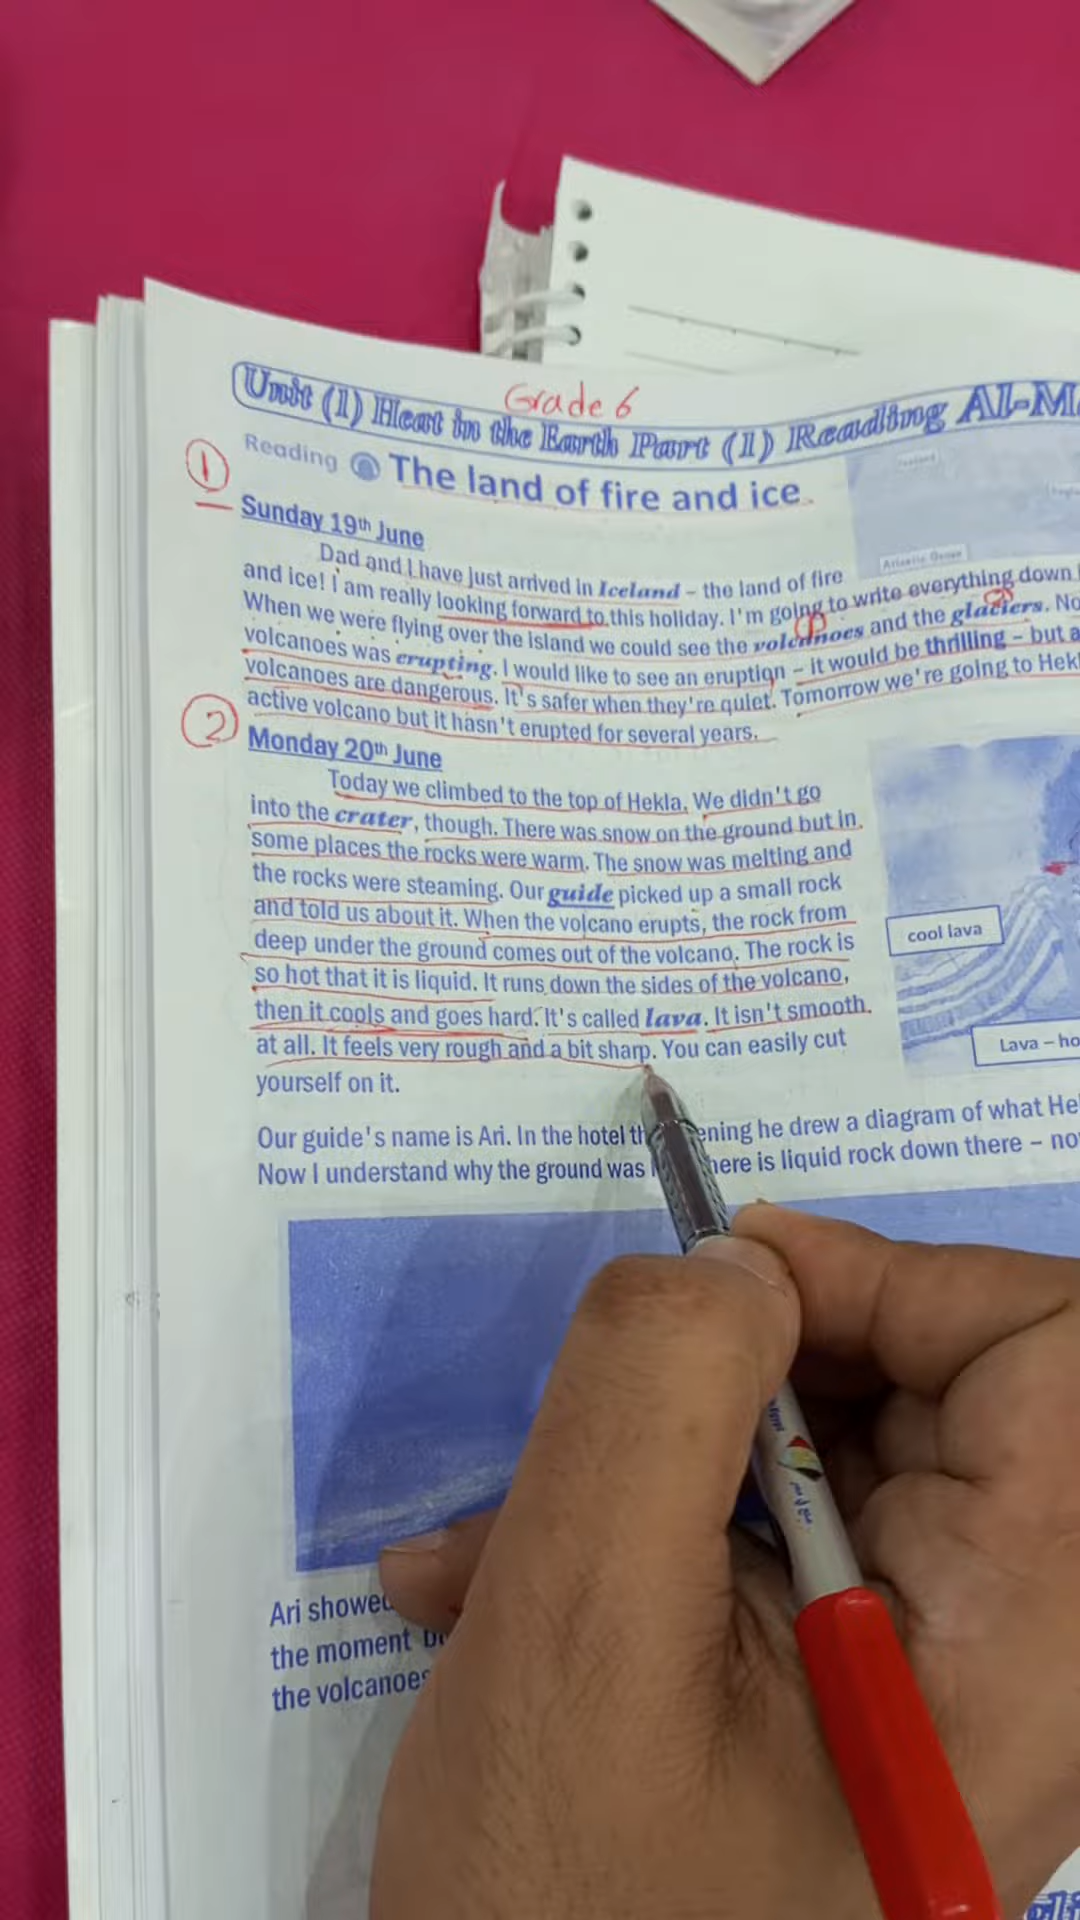 Grade 6
Unit (1) Heat in the Earth Part (1) Reading Al-M
1
Reading The land of fire and ice
Sunday 19th June
Dad and I have just arrived in Iceland – the land of fire
and ice! I am really looking forward to this holiday. I'm going to write everything down
When we were flying over the island we could see the volcanoes and the glaciers. No
volcanoes was erupting. I would like to see an eruption – it would be thrilling – but a
volcanoes are dangerous. It's safer when they're quiet. Tomorrow we're going to Hekl
active volcano but it hasn't erupted for several years.
Atlantic Ocean
2
Monday 20th June
Today we climbed to the top of Hekla. We didn't go
into the crater, though. There was snow on the ground but in
some places the rocks were warm. The snow was melting and
the rocks were steaming. Our guide picked up a small rock
and told us about it. When the volcano erupts, the rock from
deep under the ground comes out of the volcano. The rock is
so hot that it is liquid. It runs down the sides of the volcano,
then it cools and goes hard. It's called lava. It isn't smooth
at all. It feels very rough and a bit sharp. You can easily cut
yourself on it.
cool lava
Lava – ho
Our guide's name is Ari. In the hotel th ening he drew a diagram of what He
Now I understand why the ground was here is liquid rock down there – no
Ari showed
the moment
the volcanoes